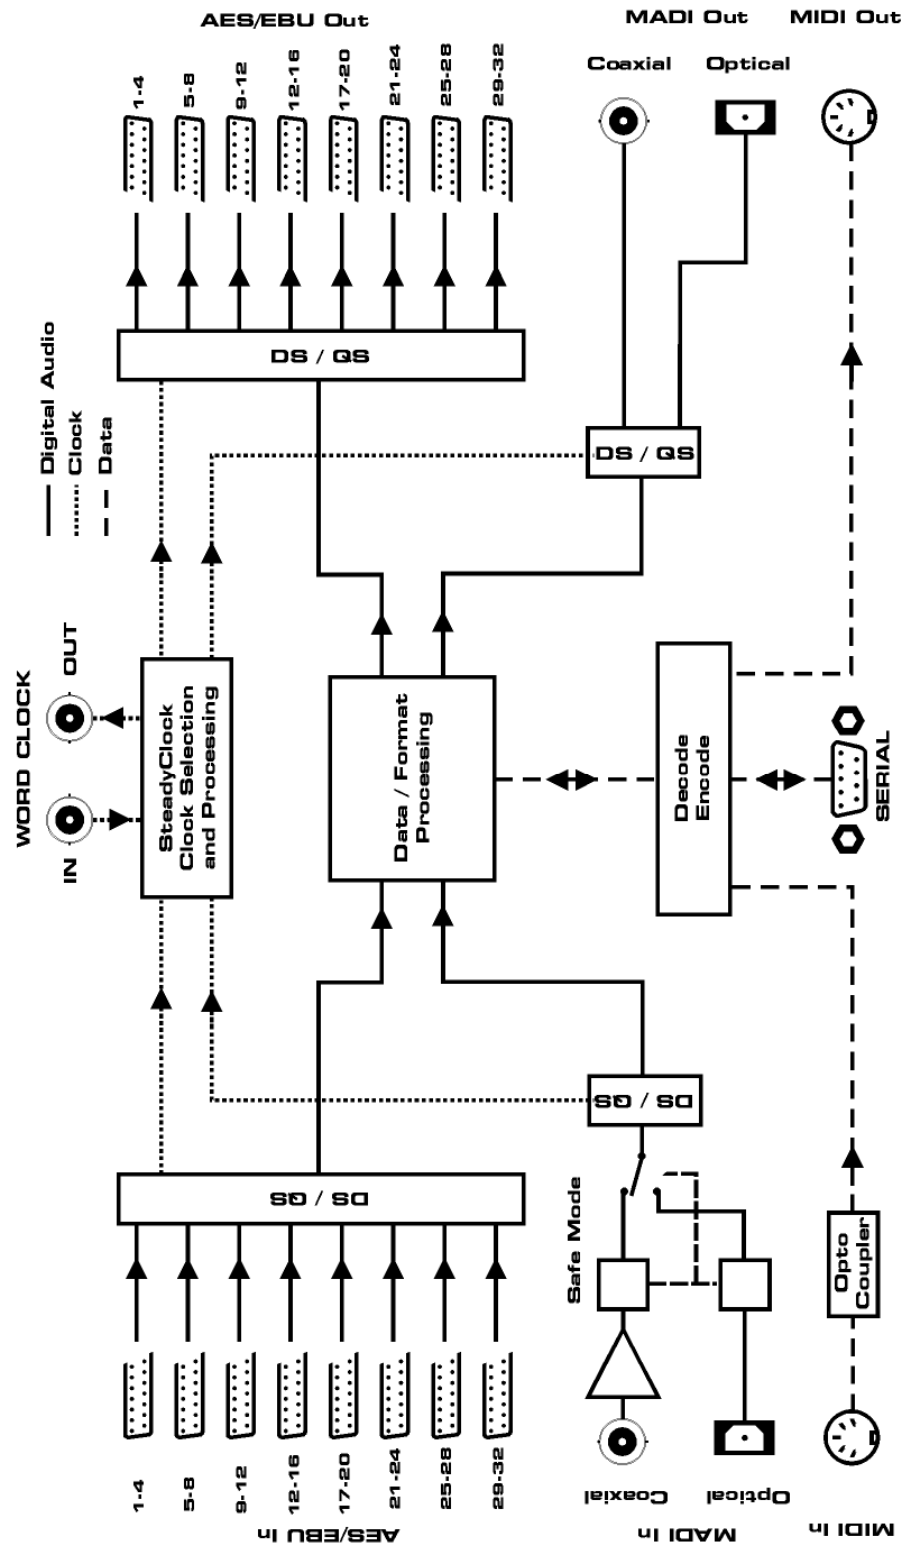 AES/EBU Out
MADI Out
MIDI Out
Coaxial
Optical
1-4
5-8
9-12
12-16
17-20
21-24
25-28
29-32
DS / QS
Digital Audio
Clock
Data
DS / QS
WORD CLOCK
IN
OUT
SteadyClock
Clock Selection
and Processing
Data / Format
Processing
Decode
Encode
SERIAL
DS / QS
DS / QS
Safe Mode
Opto
Coupler
1-4
5-8
9-12
12-16
17-20
21-24
25-28
29-32
Coaxial
Optical
AES/EBU In
MADI In
MIDI In